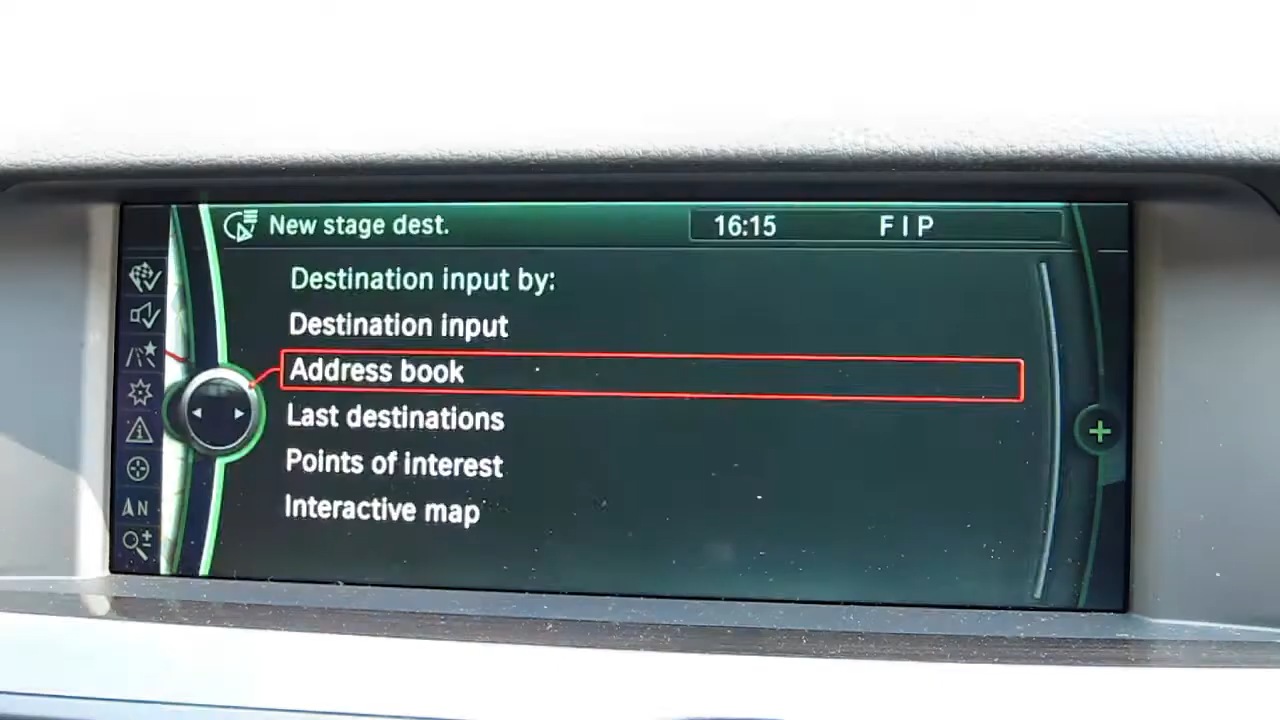 New stage dest.
16:15 FIP
Destination input by:
Destination input
Address book
Last destinations
Points of interest
Interactive map
N